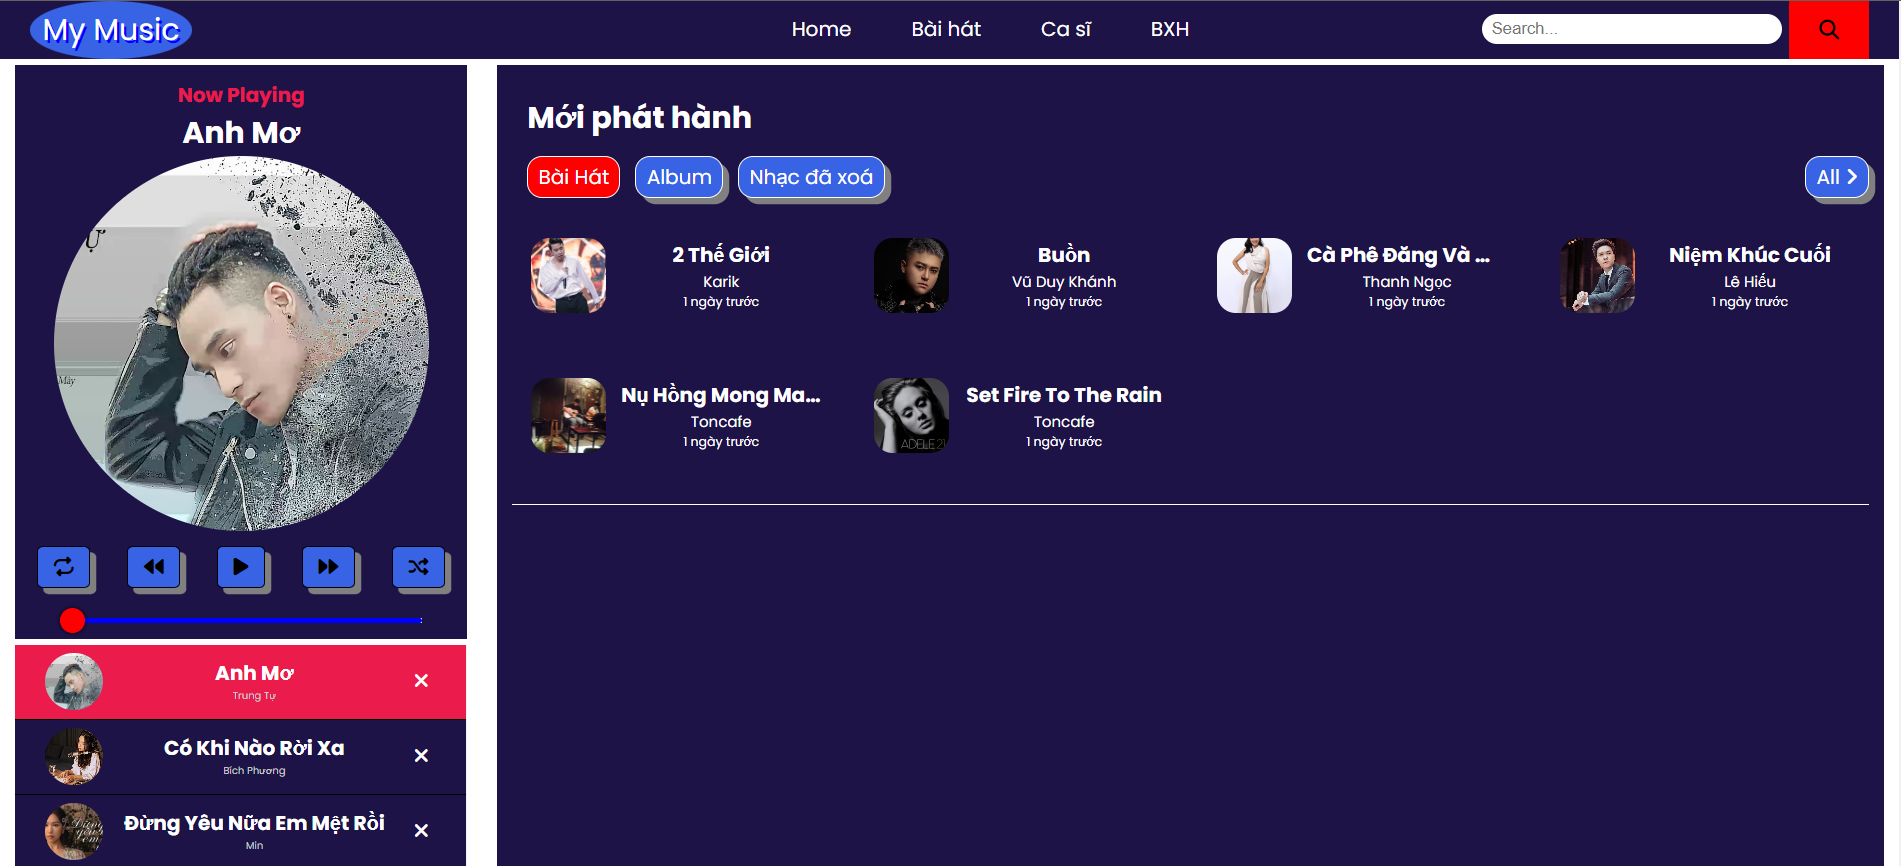 My Music
Home
Bài hát
Ca sĩ
BXH
Search...
Now Playing
Anh Mơ
Mây
Anh Mơ
Trung Tự
Có Khi Nào Rời Xa
Bích Phương
Đừng Yêu Nữa Em Mệt Rồi
Min
Mới phát hành
Bài Hát
Album
Nhạc đã xoá
All
2 Thế Giới
Karik
1 ngày trước
Buồn
Vũ Duy Khánh
1 ngày trước
Cà Phê Đăng Và ...
Thanh Ngọc
1 ngày trước
Niệm Khúc Cuối
Lê Hiếu
1 ngày trước
Nụ Hồng Mong Ma...
Toncafe
1 ngày trước
ADELE 21
Set Fire To The Rain
Toncafe
1 ngày trước